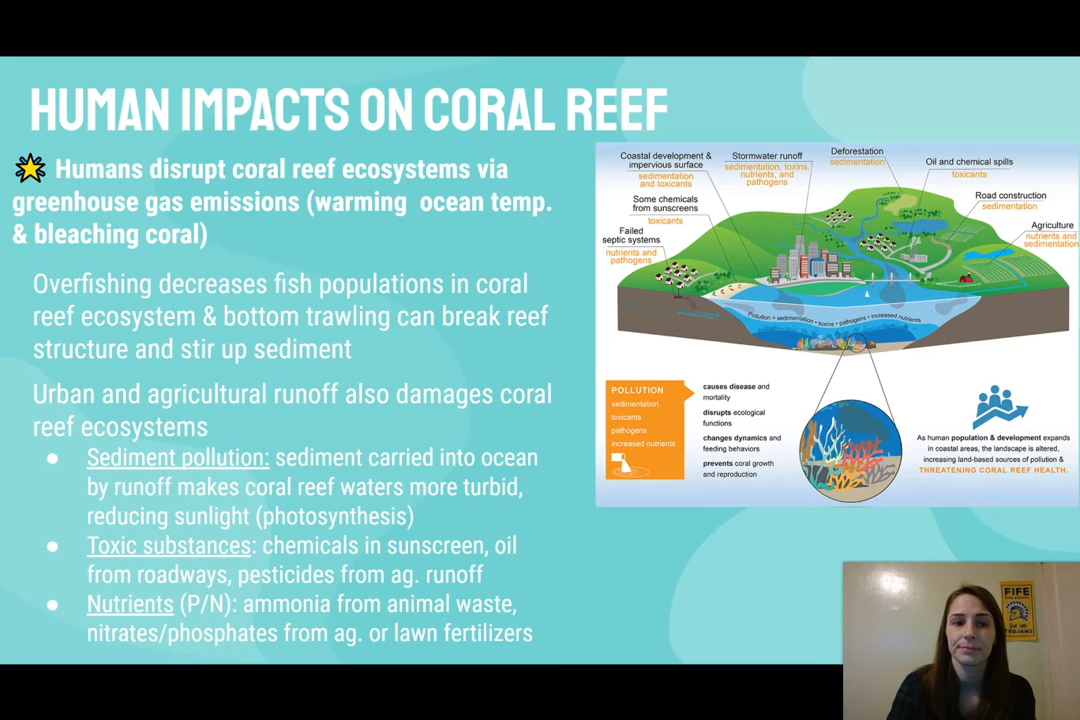 HUMAN IMPACTS ON CORAL REEF
Humans disrupt coral reef ecosystems via
greenhouse gas emissions (warming ocean temp.
& bleaching coral)
Overfishing decreases fish populations in coral
reef ecosystem & bottom trawling can break reef
structure and stir up sediment
Urban and agricultural runoff also damages coral
reef ecosystems
● Sediment pollution: sediment carried into ocean
by runoff makes coral reef waters more turbid,
reducing sunlight (photosynthesis)
● Toxic substances: chemicals in sunscreen, oil
from roadways, pesticides from ag. runoff
● Nutrients (P/N): ammonia from animal waste,
nitrates/phosphates from ag. or lawn fertilizers
Coastal development &
impervious surface
sedimentation
and toxicants
Stormwater runoff
sedimentation, toxins,
nutrients, and
pathogens
Deforestation
sedimentation
Oil and chemical spills
toxicants
Some chemicals
from sunscreens
toxicants
Road construction
sedimentation
Failed
septic systems
nutrients and
pathogens
Agriculture
nutrients and
sedimentation
Pollution = sedimentation + toxins + pathogens + increased nutrients
POLLUTION
sedimentation
toxicants
pathogens
increased nutrients
causes disease and
mortality
disrupts ecological
functions
changes dynamics and
feeding behaviors
prevents coral growth
and reproduction
As human population & development expands
in coastal areas, the landscape is altered,
increasing land-based sources of pollution &
THREATENING CORAL REEF HEALTH.
FIFE
TROJANS